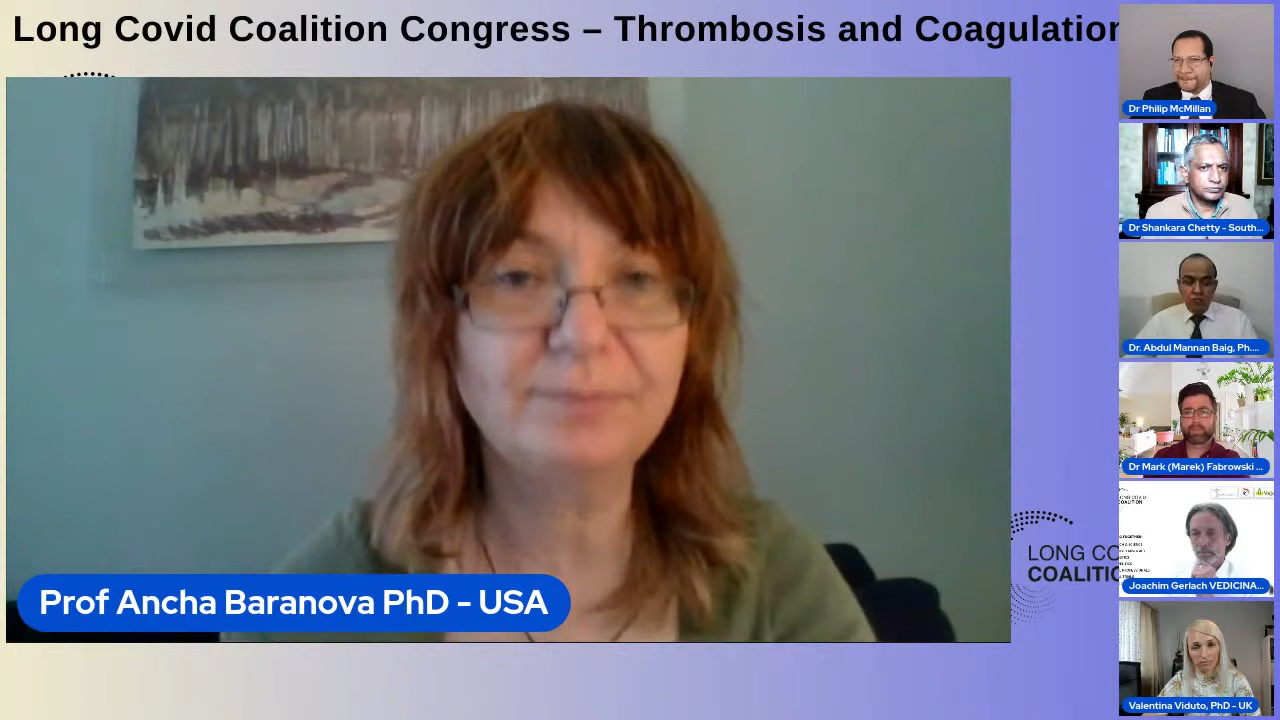 Long Covid Coalition Congress – Thrombosis and Coagulation
Dr Philip McMillan
Dr Shankara Chetty - South...
Dr. Abdul Mannan Baig, Ph....
Dr Mark (Marek) Fabrowski ...
LONG CO
COALITIO
Joachim Gerlach VEDICINA...
Prof Ancha Baranova PhD - USA
Valentina Viduto, PhD - UK